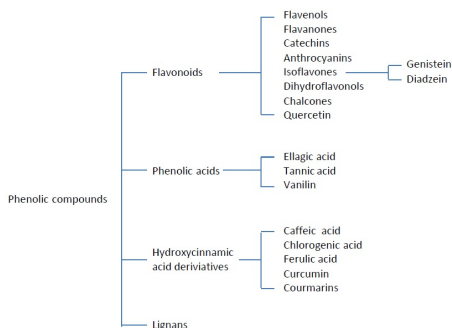 Flavenols
Flavanones
Catechins
Anthrocyanins
Flavonoids
Isoflavones
Genistein
Diadzein
Dihydroflavonols
Chalcones
Quercetin
Ellagic acid
Phenolic acids
Tannic acid
Vanilin
Phenolic compounds
Caffeic acid
Chlorogenic acid
Hydroxycinnamic
acid deriviatives
Ferulic acid
Curcumin
Courmarins
Lignans